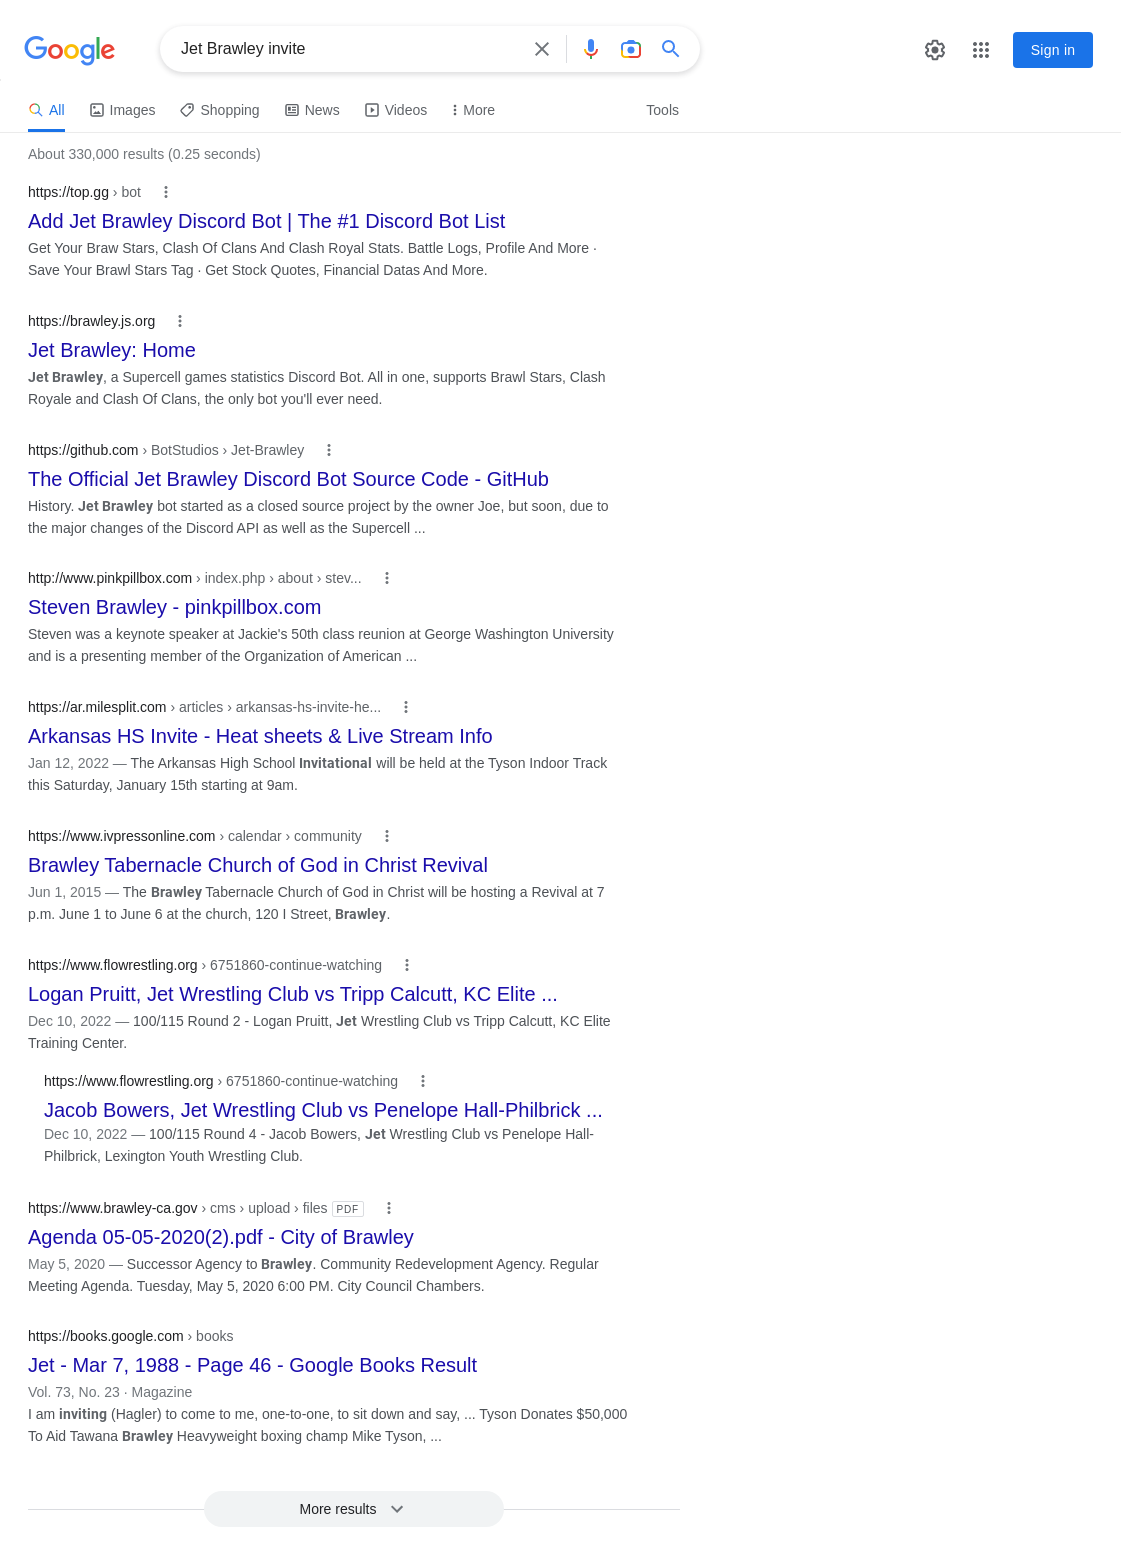 Google
Jet Brawley invite
Sign in
All
Images
Shopping
News
Videos
More
Tools
About 330,000 results (0.25 seconds)
https://top.gg › bot
Add Jet Brawley Discord Bot | The #1 Discord Bot List
Get Your Braw Stars, Clash Of Clans And Clash Royal Stats. Battle Logs, Profile And More ·
Save Your Brawl Stars Tag · Get Stock Quotes, Financial Datas And More.
https://brawley.js.org
Jet Brawley: Home
Jet Brawley, a Supercell games statistics Discord Bot. All in one, supports Brawl Stars, Clash
Royale and Clash Of Clans, the only bot you'll ever need.
https://github.com › BotStudios › Jet-Brawley
The Official Jet Brawley Discord Bot Source Code - GitHub
History. Jet Brawley bot started as a closed source project by the owner Joe, but soon, due to
the major changes of the Discord API as well as the Supercell ...
http://www.pinkpillbox.com › index.php › about › stev...
Steven Brawley - pinkpillbox.com
Steven was a keynote speaker at Jackie's 50th class reunion at George Washington University
and is a presenting member of the Organization of American ...
https://ar.milesplit.com › articles › arkansas-hs-invite-he...
Arkansas HS Invite - Heat sheets & Live Stream Info
Jan 12, 2022 — The Arkansas High School Invitational will be held at the Tyson Indoor Track
this Saturday, January 15th starting at 9am.
https://www.ivpressonline.com › calendar › community
Brawley Tabernacle Church of God in Christ Revival
Jun 1, 2015 — The Brawley Tabernacle Church of God in Christ will be hosting a Revival at 7
p.m. June 1 to June 6 at the church, 120 I Street, Brawley.
https://www.flowrestling.org › 6751860-continue-watching
Logan Pruitt, Jet Wrestling Club vs Tripp Calcutt, KC Elite ...
Dec 10, 2022 — 100/115 Round 2 - Logan Pruitt, Jet Wrestling Club vs Tripp Calcutt, KC Elite
Training Center.
https://www.flowrestling.org › 6751860-continue-watching
Jacob Bowers, Jet Wrestling Club vs Penelope Hall-Philbrick ...
Dec 10, 2022 — 100/115 Round 4 - Jacob Bowers, Jet Wrestling Club vs Penelope Hall-
Philbrick, Lexington Youth Wrestling Club.
https://www.brawley-ca.gov › cms › upload › files PDF
Agenda 05-05-2020(2).pdf - City of Brawley
May 5, 2020 — Successor Agency to Brawley. Community Redevelopment Agency. Regular
Meeting Agenda. Tuesday, May 5, 2020 6:00 PM. City Council Chambers.
https://books.google.com › books
Jet - Mar 7, 1988 - Page 46 - Google Books Result
Vol. 73, No. 23 · Magazine
I am inviting (Hagler) to come to me, one-to-one, to sit down and say, ... Tyson Donates $50,000
To Aid Tawana Brawley Heavyweight boxing champ Mike Tyson, ...
More results